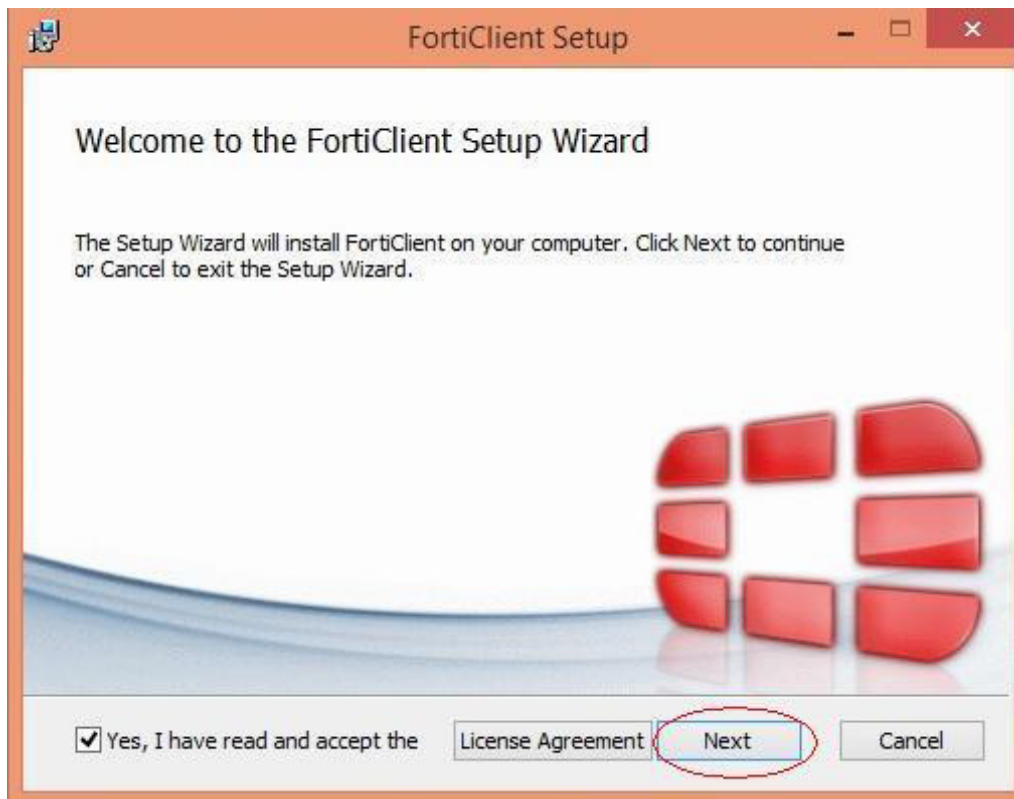 FortiClient Setup
Welcome to the FortiClient Setup Wizard
The Setup Wizard will install FortiClient on your computer. Click Next to continue
or Cancel to exit the Setup Wizard.
Yes, I have read and accept the License Agreement Next Cancel